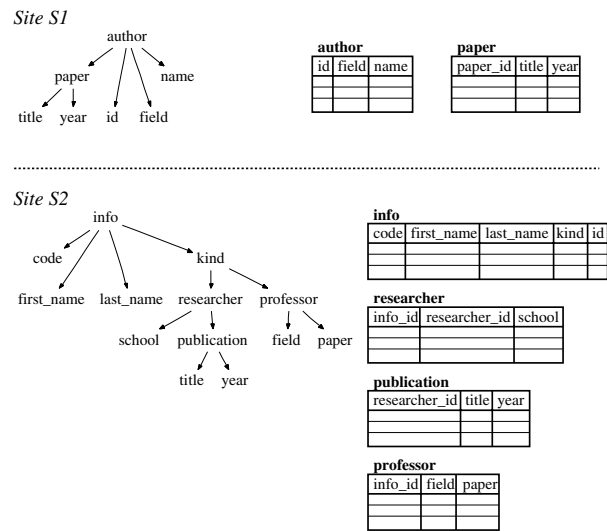 Site S1
author
paper
name
title
year
id
field
author
id field name
paper
paper_id title year
Site S2
info
code
kind
first_name
last_name
researcher
professor
school
publication
field
paper
title
year
info
code first_name last_name kind id
researcher
info_id researcher_id school
publication
researcher_id title year
professor
info_id field paper